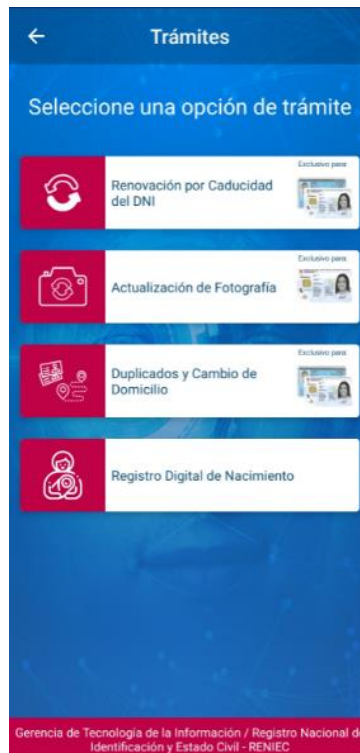 Trámites
Seleccione una opción de trámite
Exclusivo para:
Renovación por Caducidad
del DNI
Exclusivo para:
Actualización de Fotografía
Exclusivo para:
Duplicados y Cambio de
Domicilio
Registro Digital de Nacimiento
Gerencia de Tecnología de la Información / Registro Nacional d
Identificación y Estado Civil - RENIEC